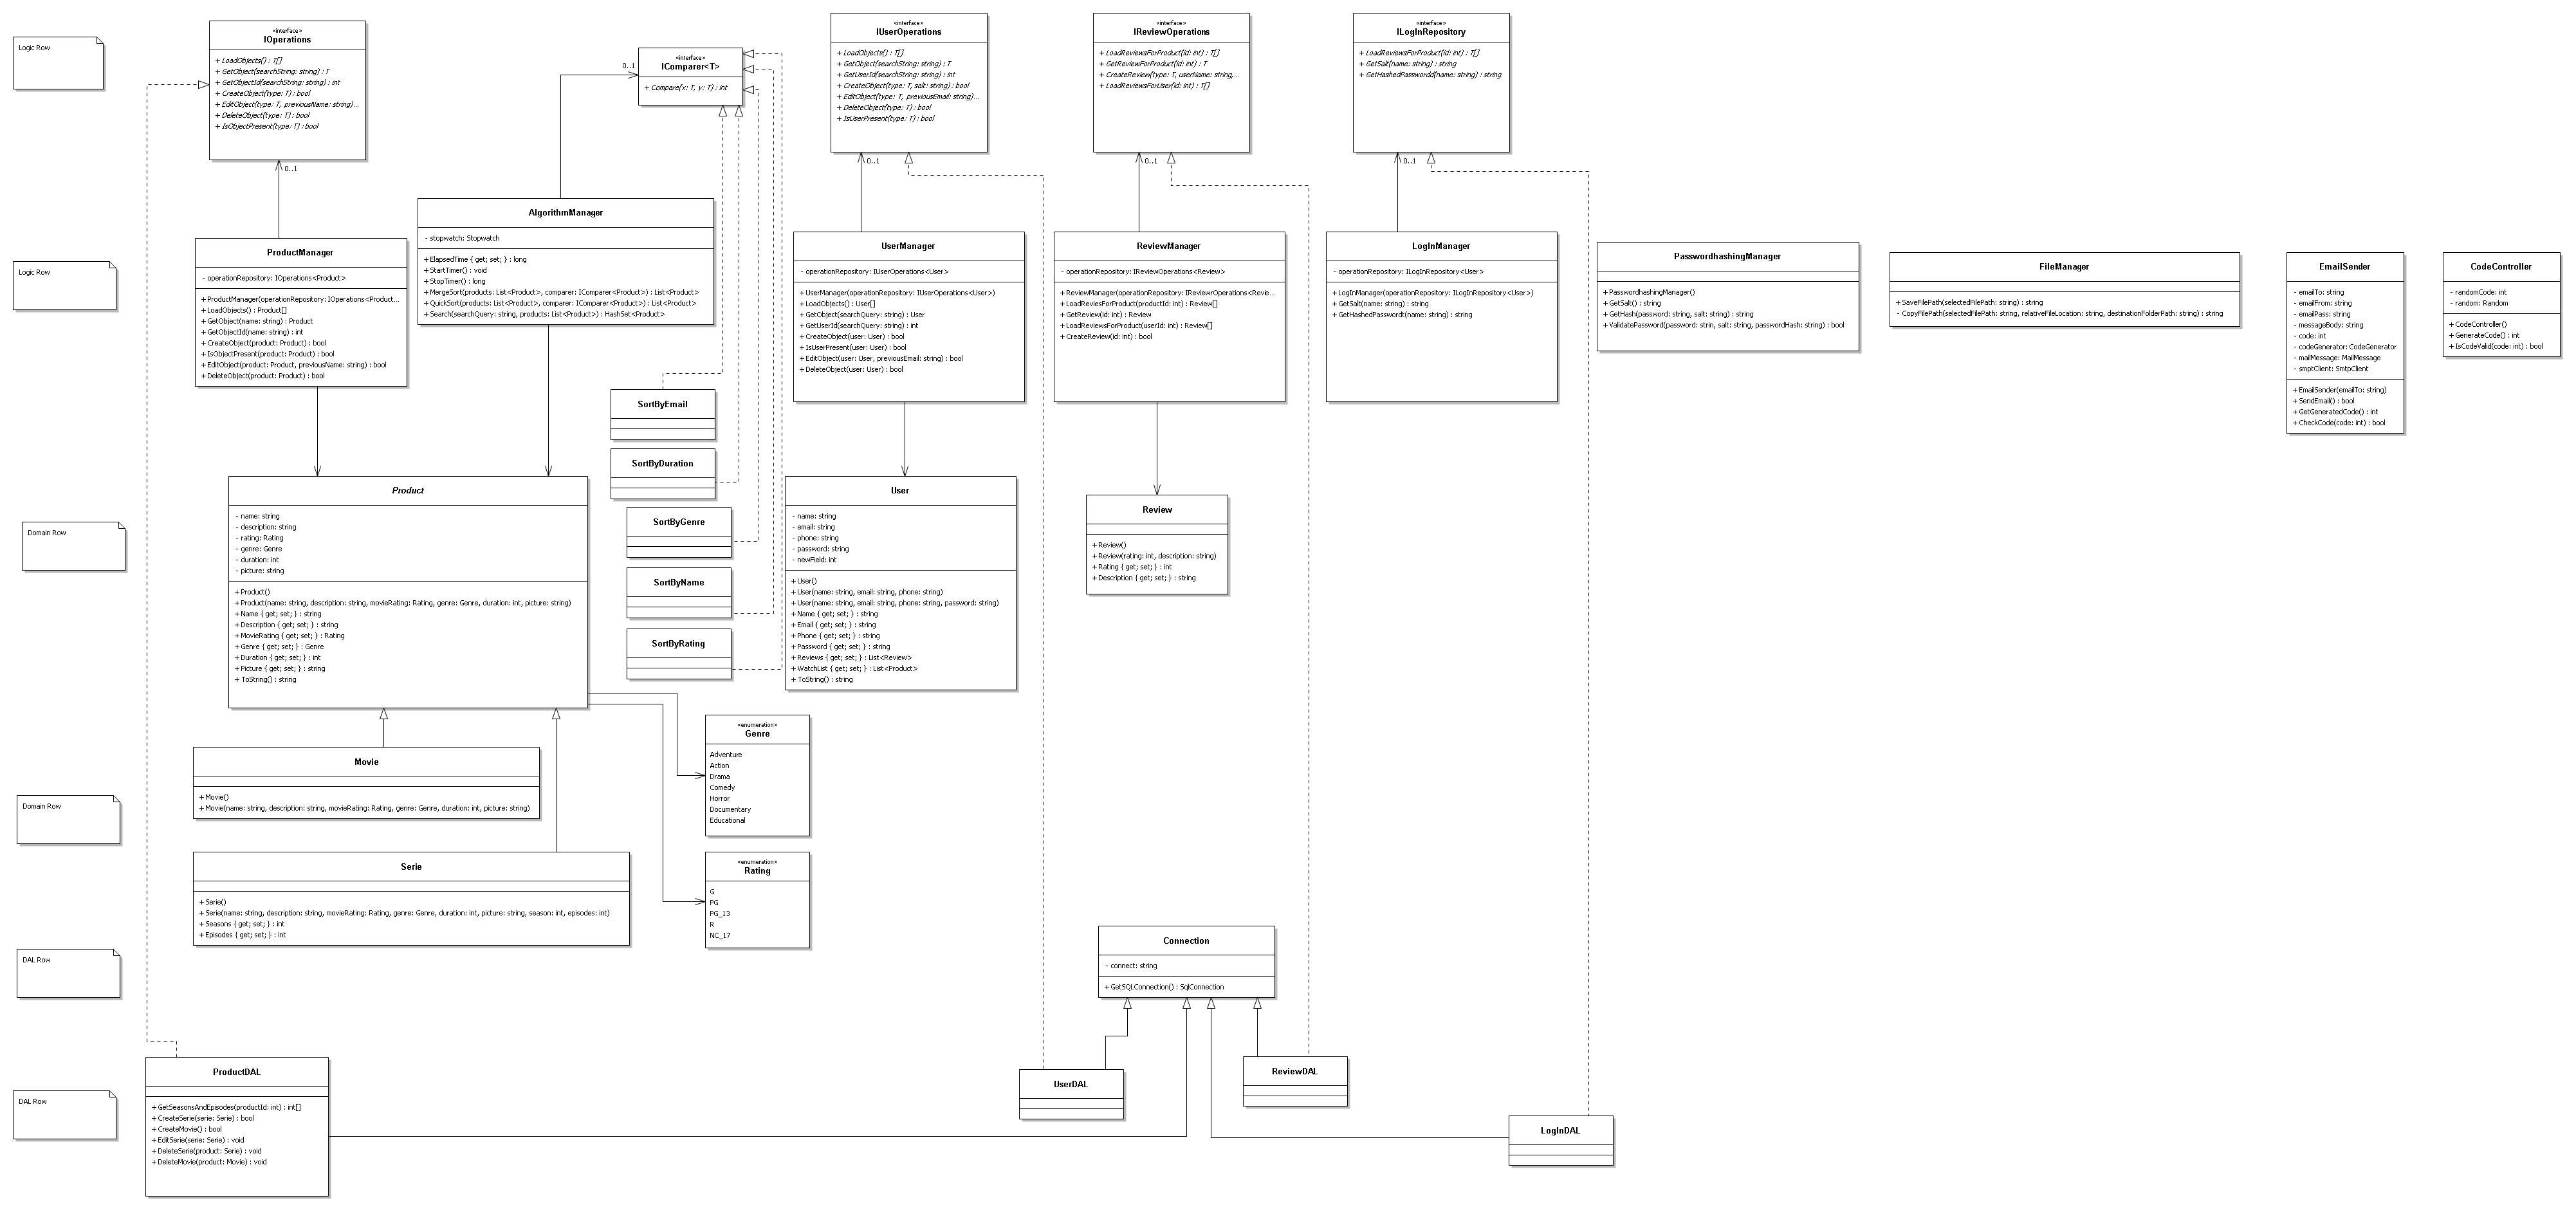 Logic Row
«interface»
IOperations
+ LoadObjects() : T[]
+ GetObject(searchString: string) : T
+ GetObjectId(searchString: string) : int
+ CreateObject(type: T) : bool
+ EditObject(type: T, previousName: string)...
+ DeleteObject(type: T) : bool
+ IsObjectPresent(type: T) : bool
0..1
«interface»
IComparer<T>
+ Compare(x: T, y: T) : int
0..1
«interface»
IUserOperations
+ LoadObjects() : T[]
+ GetObject(searchString: string) : T
+ GetUserId(searchString: string) : int
+ CreateObject(type: T, salt: string) : bool
+ EditObject(type: T, previousEmail: string)...
+ DeleteObject(type: T) : bool
+ IsUserPresent(type: T) : bool
0..1
«interface»
IReviewOperations
+ LoadReviewsForProduct(id: int) : T[]
+ GetReviewForProduct(id: int) : T
+ CreateReview(type: T, userName: string,...
+ LoadReviewsForUser(id: int) : T[]
0..1
«interface»
ILogInRepository
+ LoadReviewsForProduct(id: int) : T[]
+ GetSalt(name: string) : string
+ GetHashedPasswordd(name: string) : string
0..1
Logic Row
ProductManager
- operationRepository: IOperations<Product>
+ ProductManager(operationRepository: IOperations<Product...
+ LoadObjects() : Product[]
+ GetObject(name: string) : Product
+ GetObjectId(name: string) : int
+ CreateObject(product: Product) : bool
+ IsObjectPresent(product: Product) : bool
+ EditObject(product: Product, previousName: string) : bool
+ DeleteObject(product: Product) : bool
AlgorithmManager
- stopwatch: Stopwatch
+ ElapsedTime { get; set; } : long
+ StartTimer() : void
+ StopTimer() : long
+ MergeSort(products: List<Product>, comparer: IComparer<Product>) : List<Product>
+ QuickSort(products: List<Product>, comparer: IComparer<Product>) : List<Product>
+ Search(searchQuery: string, products: List<Product>) : HashSet<Product>
UserManager
- operationRepository: IUserOperations<User>
+ UserManager(operationRepository: IUserOperations<User>)
+ LoadObjects() : User[]
+ GetObject(searchQuery: string) : User
+ GetUserId(searchQuery: string) : int
+ CreateObject(user: User) : bool
+ IsUserPresent(user: User) : bool
+ EditObject(user: User, previousEmail: string) : bool
+ DeleteObject(user: User) : bool
ReviewManager
- operationRepository: IReviewOperations<Review>
+ ReviewManager(operationRepository: IReviewrOperations<Revie...
+ LoadReviesForProduct(productId: int) : Review[]
+ GetReview(id: int) : Review
+ LoadReviewsForProduct(userId: int) : Review[]
+ CreateReview(id: int) : bool
LogInManager
- operationRepository: ILogInRepository<User>
+ LogInManager(operationRepository: ILogInRepository<User>)
+ GetSalt(name: string) : string
+ GetHashedPasswordt(name: string) : string
PasswordhashingManager
+ PasswordhashingManager()
+ GetSalt() : string
+ GetHash(password: string, salt: string) : string
+ ValidatePassword(password: strin, salt: string, passwordHash: string) : bool
FileManager
+ SaveFilePath(selectedFilePath: string) : string
- CopyFilePath(selectedFilePath: string, relativeFileLocation: string, destinationFolderPath: string) : string
EmailSender
- emailTo: string
- emailFrom: string
- emailPass: string
- messageBody: string
- code: int
- codeGenerator: CodeGenerator
- mailMessage: MailMessage
- smptClient: SmtpClient
+ EmailSender(emailTo: string)
+ SendEmail() : bool
+ GetGeneratedCode() : int
+ CheckCode(code: int) : bool
CodeController
- randomCode: int
- random: Random
+ CodeController()
+ GenerateCode() : int
+ IsCodeValid(code: int) : bool
SortByEmail
SortByDuration
SortByGenre
SortByName
SortByRating
Domain Row
Product
- name: string
- description: string
- rating: Rating
- genre: Genre
- duration: int
- picture: string
+ Product()
+ Product(name: string, description: string, movieRating: Rating, genre: Genre, duration: int, picture: string)
+ Name { get; set; } : string
+ Description { get; set; } : string
+ MovieRating { get; set; } : Rating
+ Genre { get; set; } : Genre
+ Duration { get; set; } : int
+ Picture { get; set; } : string
+ ToString() : string
User
- name: string
- email: string
- phone: string
- password: string
- newField: int
+ User()
+ User(name: string, email: string, phone: string)
+ User(name: string, email: string, phone: string, password: string)
+ Name { get; set; } : string
+ Email { get; set; } : string
+ Phone { get; set; } : string
+ Password { get; set; } : string
+ Reviews { get; set; } : List<Review>
+ WatchList { get; set; } : List<Product>
+ ToString() : string
Review
+ Review()
+ Review(rating: int, description: string)
+ Rating { get; set; } : int
+ Description { get; set; } : string
Domain Row
Movie
+ Movie()
+ Movie(name: string, description: string, movieRating: Rating, genre: Genre, duration: int, picture: string)
«enumeration»
Genre
Adventure
Action
Drama
Comedy
Horror
Documentary
Educational
Serie
+ Serie()
+ Serie(name: string, description: string, movieRating: Rating, genre: Genre, duration: int, picture: string, season: int, episodes: int)
+ Seasons { get; set; } : int
+ Episodes { get; set; } : int
«enumeration»
Rating
G
PG
PG_13
R
NC_17
DAL Row
Connection
- connect: string
+ GetSQLConnection() : SqlConnection
DAL Row
ProductDAL
+ GetSeasonsAndEpisodes(productId: int) : int[]
+ CreateSerie(serie: Serie) : bool
+ CreateMovie() : bool
+ EditSerie(serie: Serie) : void
+ DeleteSerie(product: Serie) : void
+ DeleteMovie(product: Movie) : void
UserDAL
ReviewDAL
LogInDAL